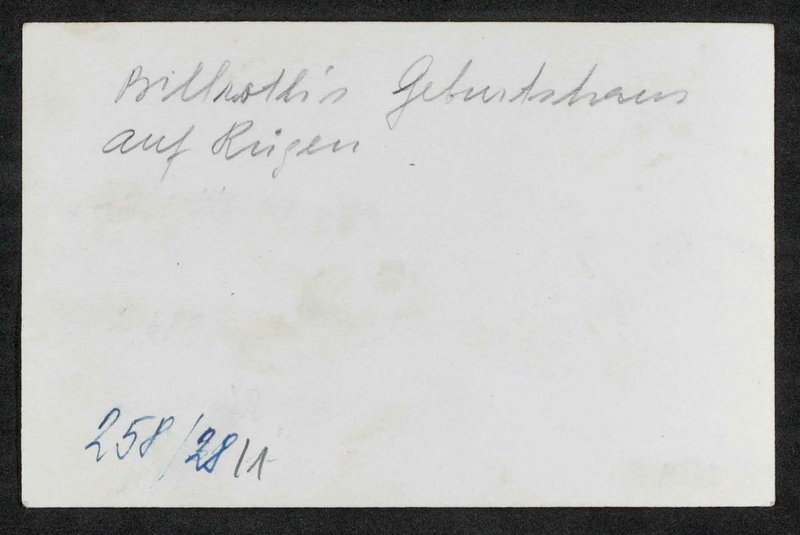 Billroth's Geburtshaus
auf Rügen
258/28/1